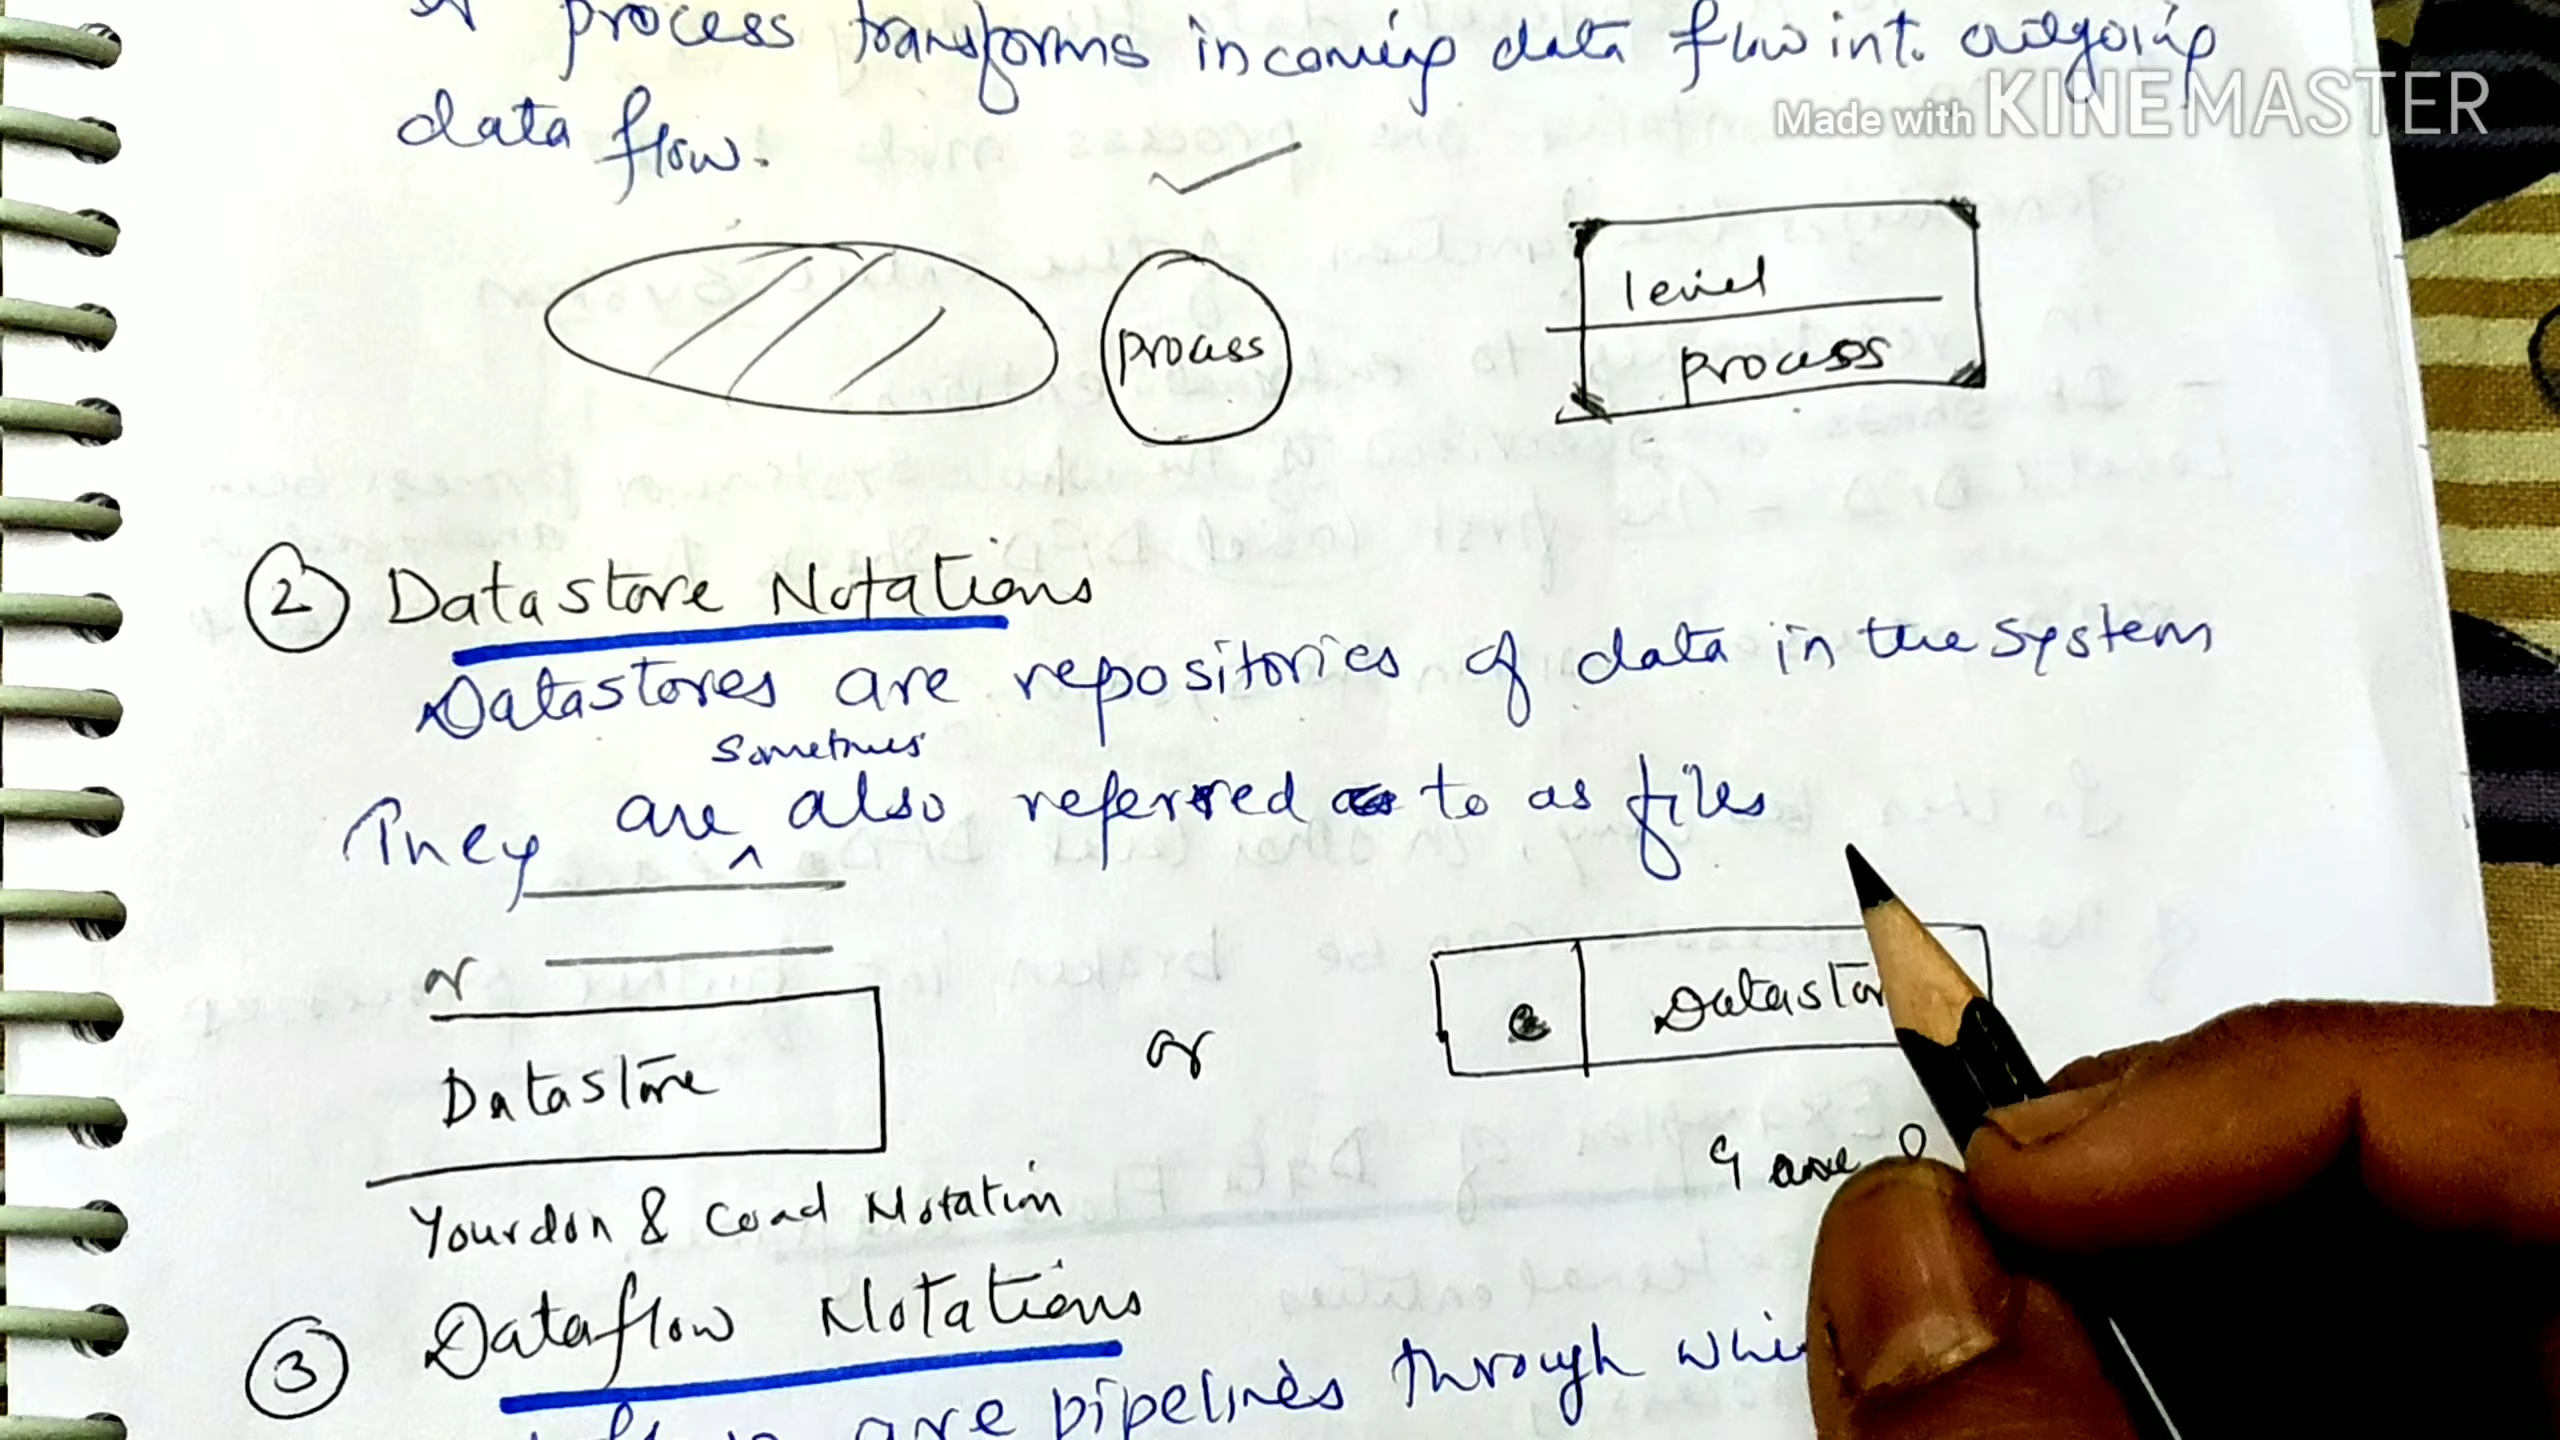 A process transforms incoming data flow into outgoing
Made with KINEMASTER
data flow.
process
level
process
2 Datastore Notations
Datastores are repositories of data in the system
sometimes
They are ^ also referred to as files
or
Datastore
or
Datastor
Yourdon & Coad Notation
G ane
3 Dataflow Notations
are pipelines through whi